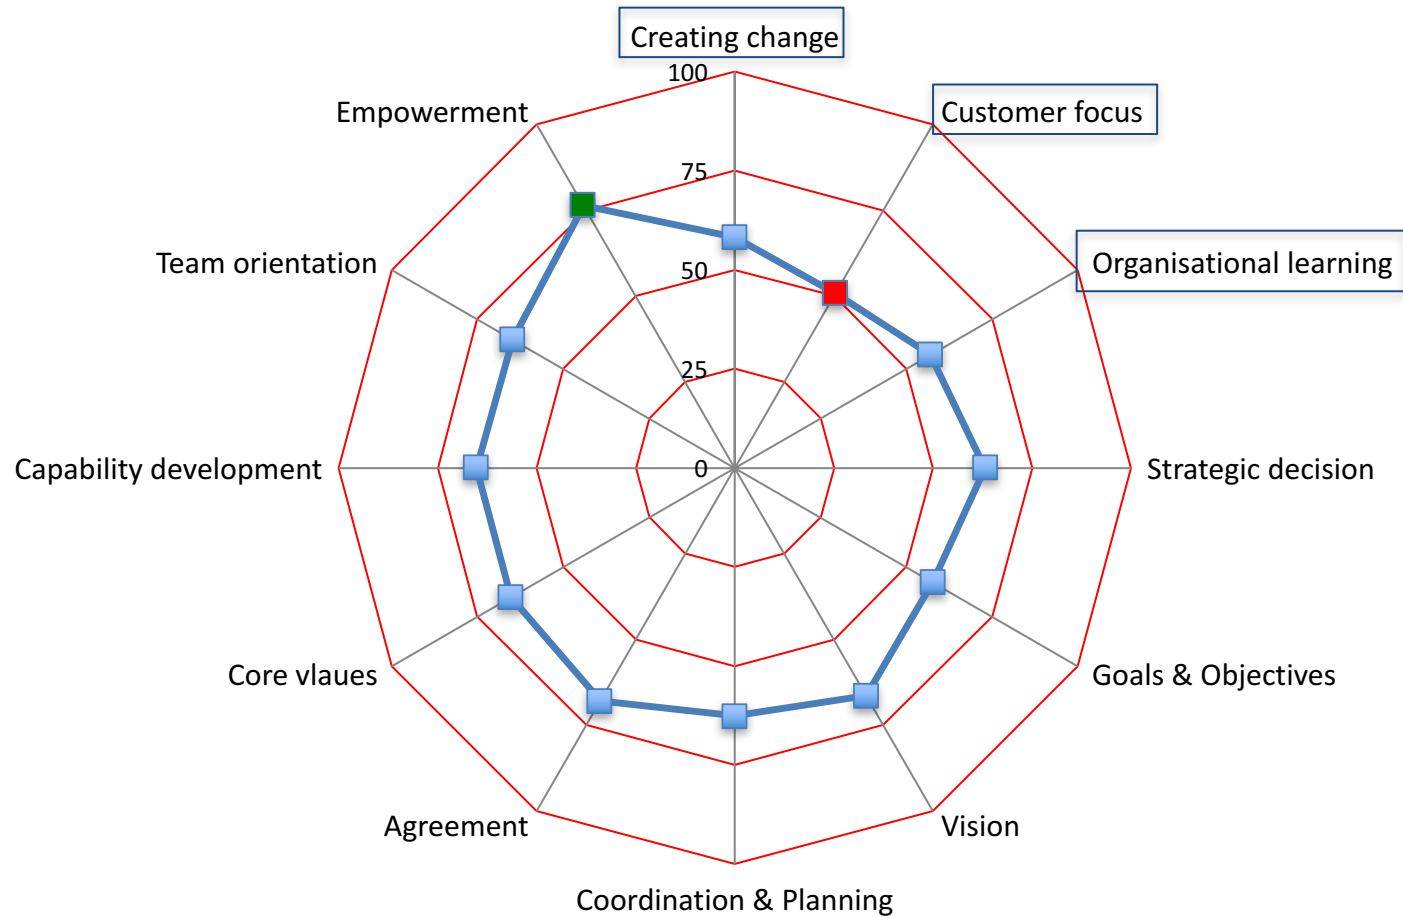 Creating change
100
Empowerment
Customer focus
75
Team orientation
Organisational learning
50
25
Capability development
0
Strategic decision
Core vlaues
Goals & Objectives
Agreement
Vision
Coordination & Planning